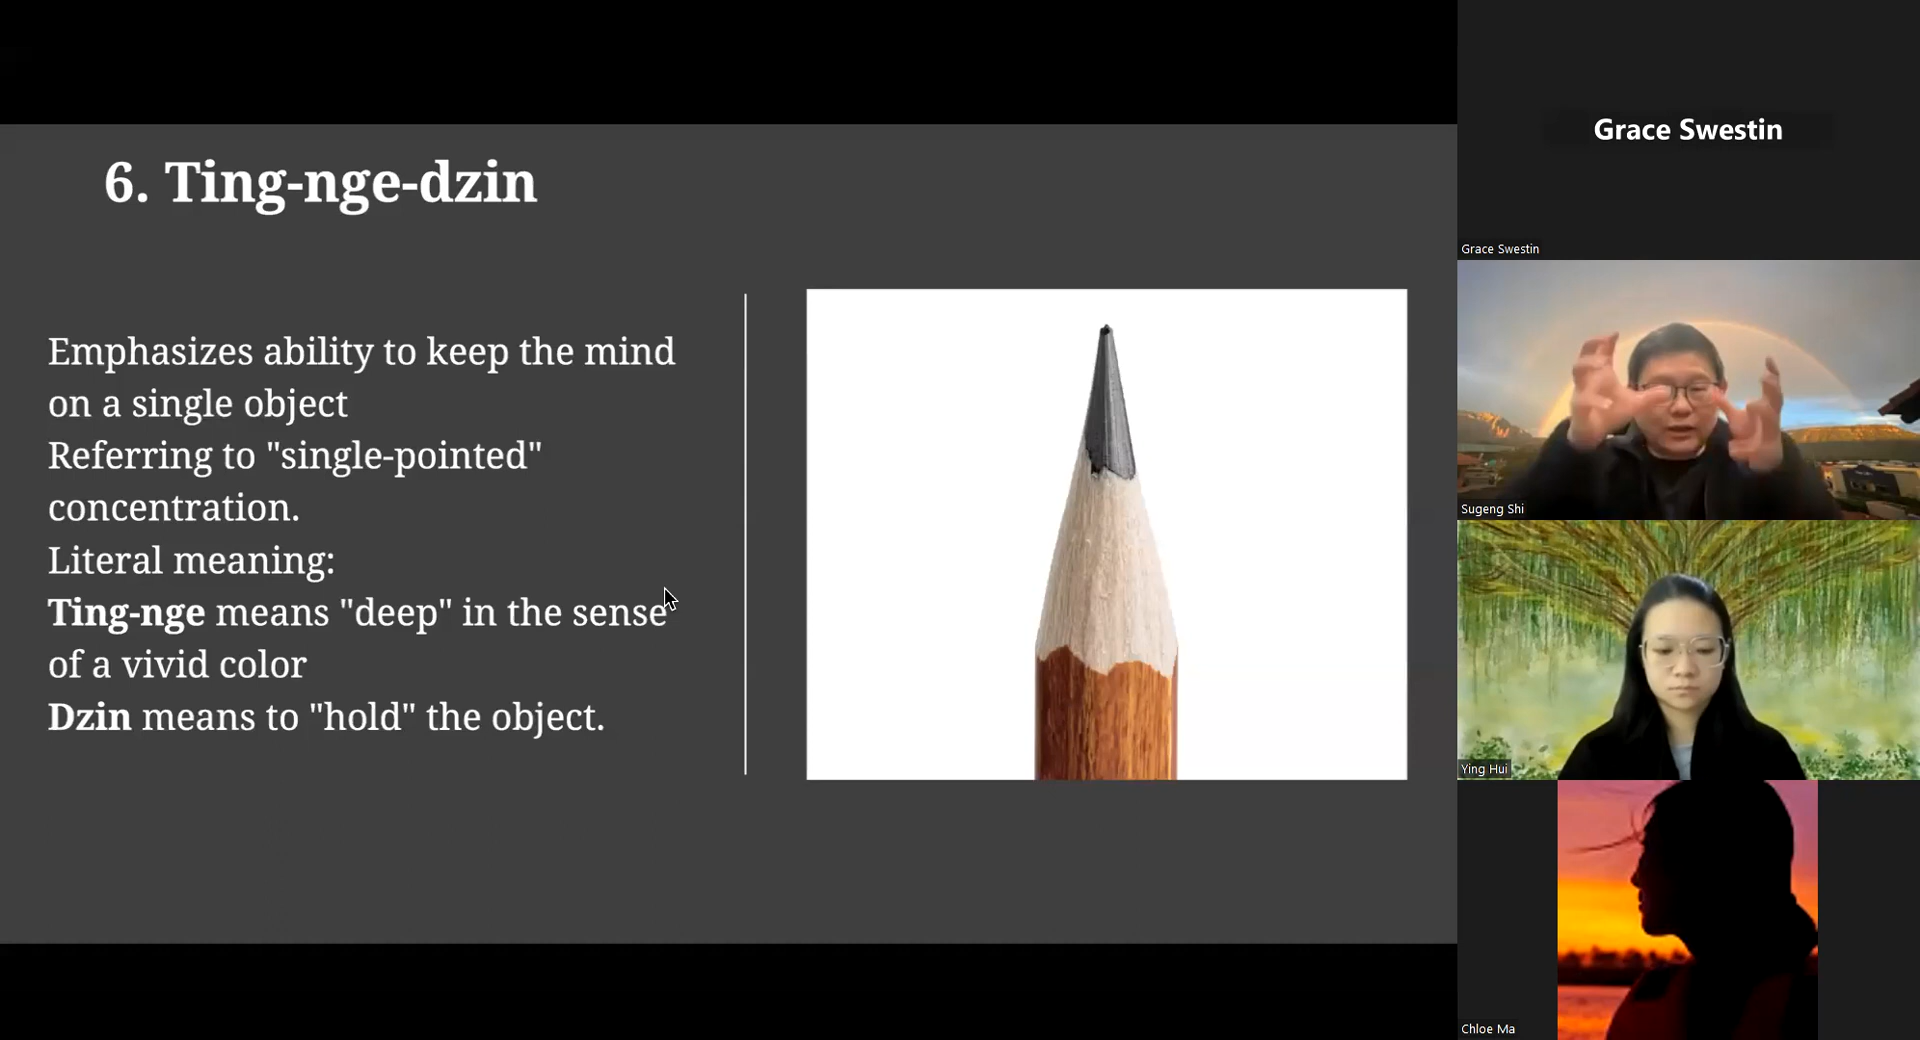 6. Ting-nge-dzin
Emphasizes ability to keep the mind
on a single object
Referring to "single-pointed"
concentration.
Literal meaning:
Ting-nge means "deep" in the sense
of a vivid color
Dzin means to "hold" the object.
Grace Swestin
Grace Swestin
Sugeng Shi
Ying Hui
Chloe Ma